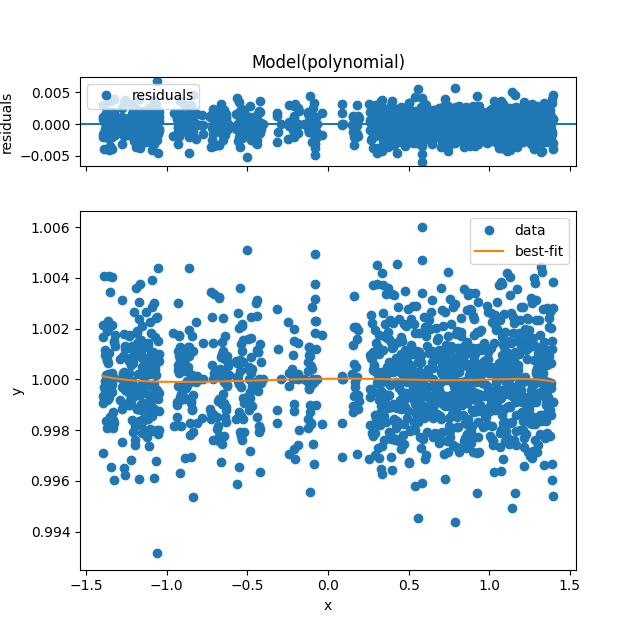 Model(polynomial)
residuals
0.005
0.000
−0.005
residuals
1.006
1.004
1.002
1.000
0.998
0.996
0.994
y
data
best-fit
−1.5 −1.0 −0.5 0.0 0.5 1.0 1.5
x